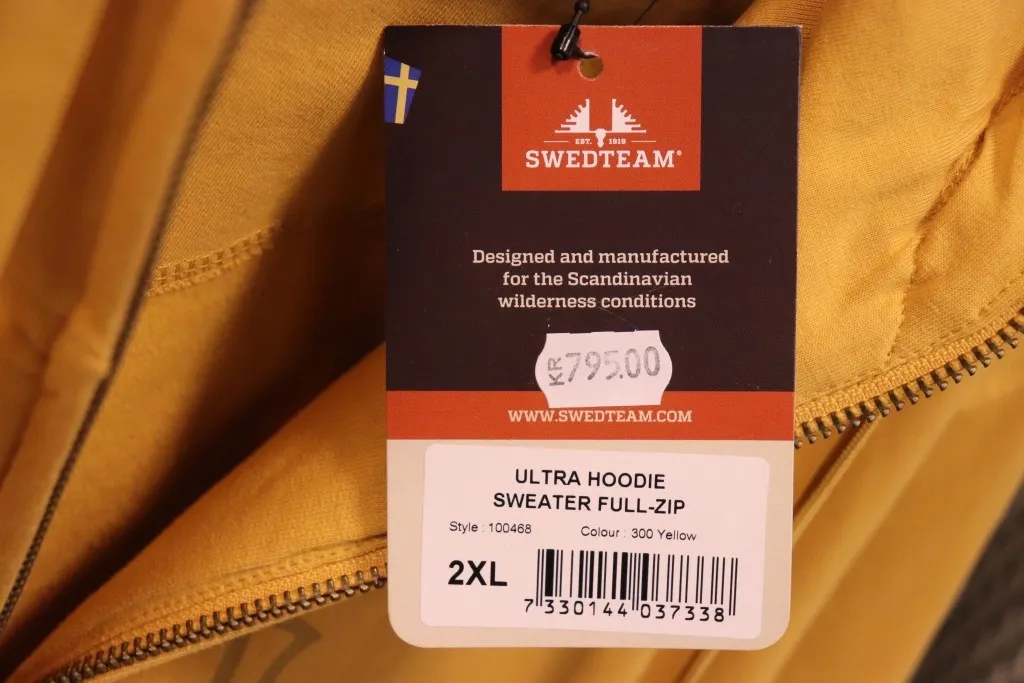 EST. 1919
SWEDTEAM®
Designed and manufactured
for the Scandinavian
wilderness conditions
KR 795.00
WWW.SWEDTEAM.COM
ULTRA HOODIE
SWEATER FULL-ZIP
Style : 100468 Colour : 300 Yellow
2XL
7 330144 037338